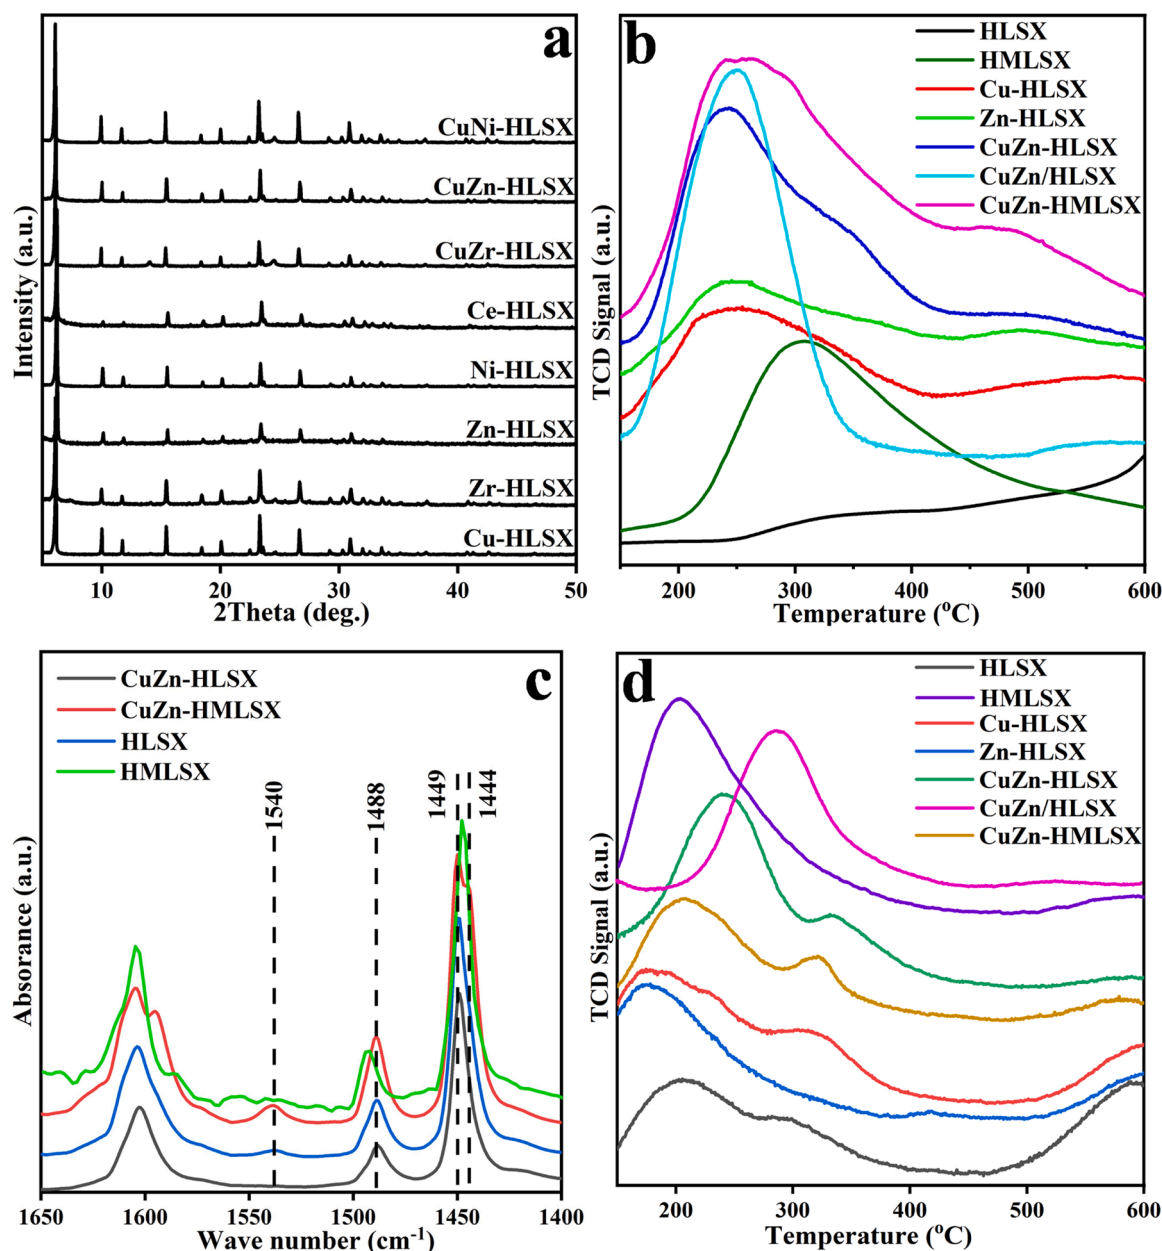 a
CuNi-HLSX
CuZn-HLSX
CuZr-HLSX
Ce-HLSX
Ni-HLSX
Zn-HLSX
Zr-HLSX
Cu-HLSX
Intensity (a.u.)
10 20 30 40 50
2Theta (deg.)
b
HLSX
HMLSX
Cu-HLSX
Zn-HLSX
CuZn-HLSX
CuZn/HLSX
CuZn-HMLSX
TCD Signal (a.u.)
200 300 400 500 600
Temperature (°C)
c
CuZn-HLSX
CuZn-HMLSX
HLSX
HMLSX
1540
1488
1449
1444
Absorance (a.u.)
1650 1600 1550 1500 1450 1400
Wave number (cm⁻¹)
d
HLSX
HMLSX
Cu-HLSX
Zn-HLSX
CuZn-HLSX
CuZn/HLSX
CuZn-HMLSX
TCD Signal (a.u.)
200 300 400 500 600
Temperature (°C)